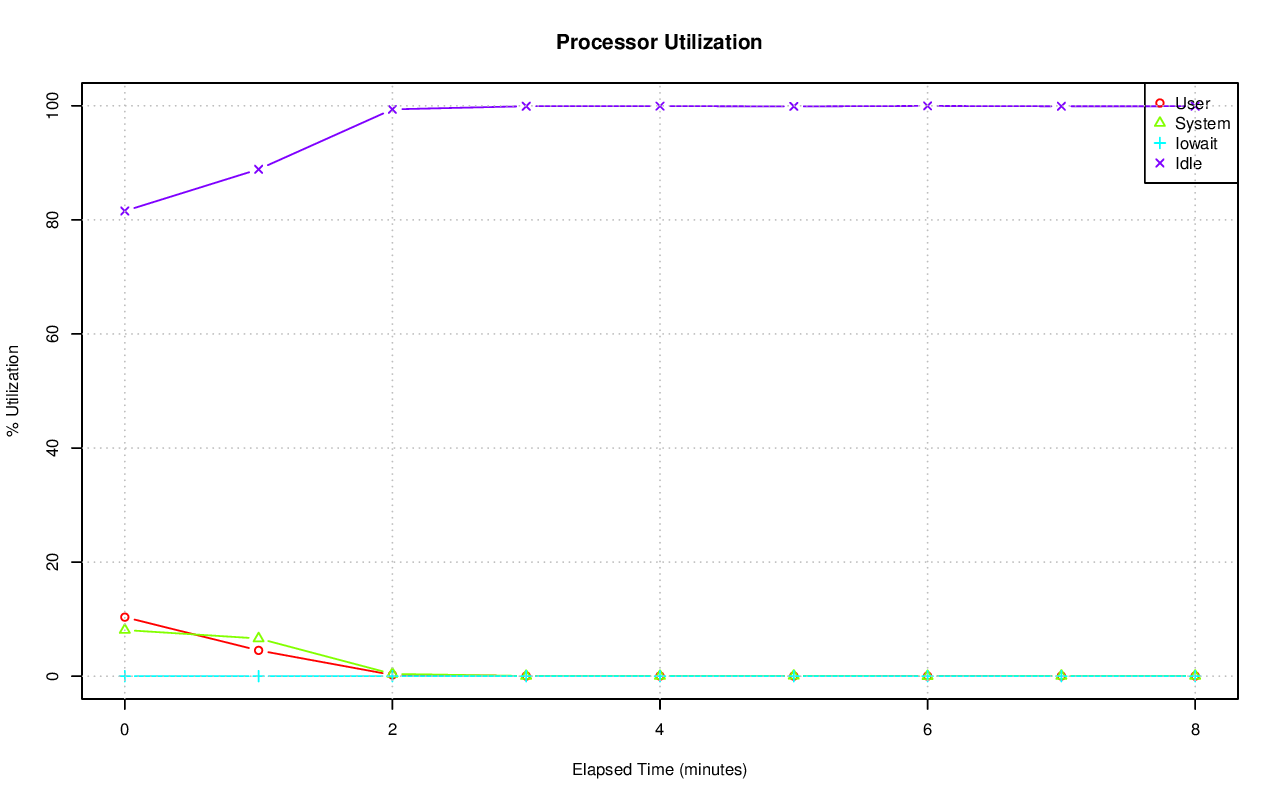 Processor Utilization
100
80
60
40
20
0
% Utilization
User
System
Iowait
Idle
0 2 4 6 8
Elapsed Time (minutes)